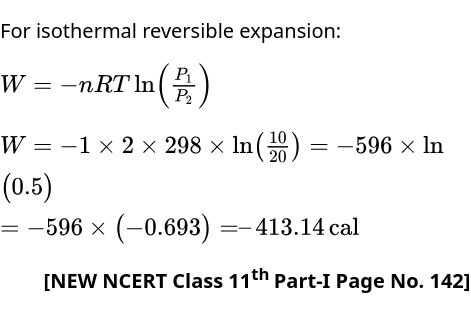 For isothermal reversible expansion:
W = −nRT ln(P₁/P₂)
W = −1 × 2 × 298 × ln(10/20) = −596 × ln
(0.5)
= −596 × (−0.693) =−413.14 cal
[NEW NCERT Class 11th Part-I Page No. 142]